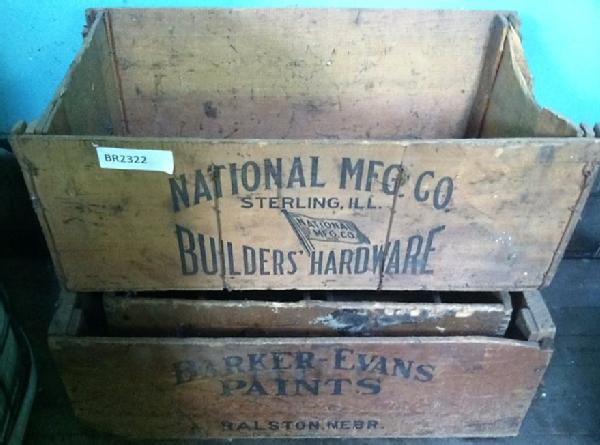 BR2322
NATIONAL MFG. CO.
STERLING, ILL.
NATIONAL
MFG. CO.
BUILDERS' HARDWARE
BARKER-EVANS
PAINTS
RALSTON, NEBR.